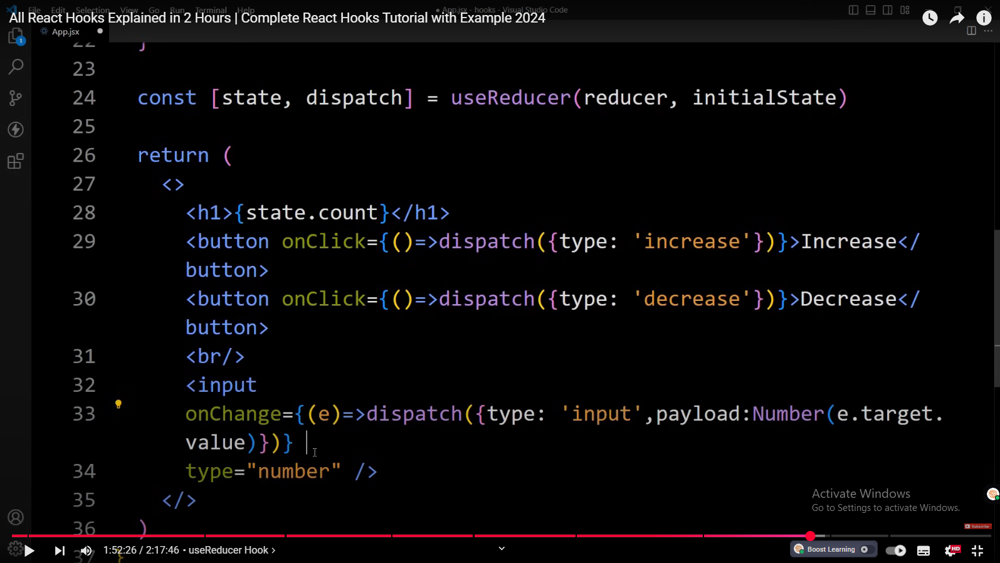 File Edit Selection View Go Run Terminal Help
App.jsx - hooks - Visual Studio Code
All React Hooks Explained in 2 Hours | Complete React Hooks Tutorial with Example 2024
1
App.jsx
22 }
23
24 const [state, dispatch] = useReducer(reducer, initialState)
25
26 return (
27 <>
28 <h1>{state.count}</h1>
29 <button onClick={()=>dispatch({type: 'increase'})}>Increase</
button>
30 <button onClick={()=>dispatch({type: 'decrease'})}>Decrease</
button>
31 <br/>
32 <input
33 onChange={(e)=>dispatch({type: 'input',payload:Number(e.target.
value)})}
34 type="number" />
35 </>
36 )
37 }
Activate Windows
Go to Settings to activate Windows.
Subscribe
1:52:26 / 2:17:46 • useReducer Hook >
Boost Learning
HD